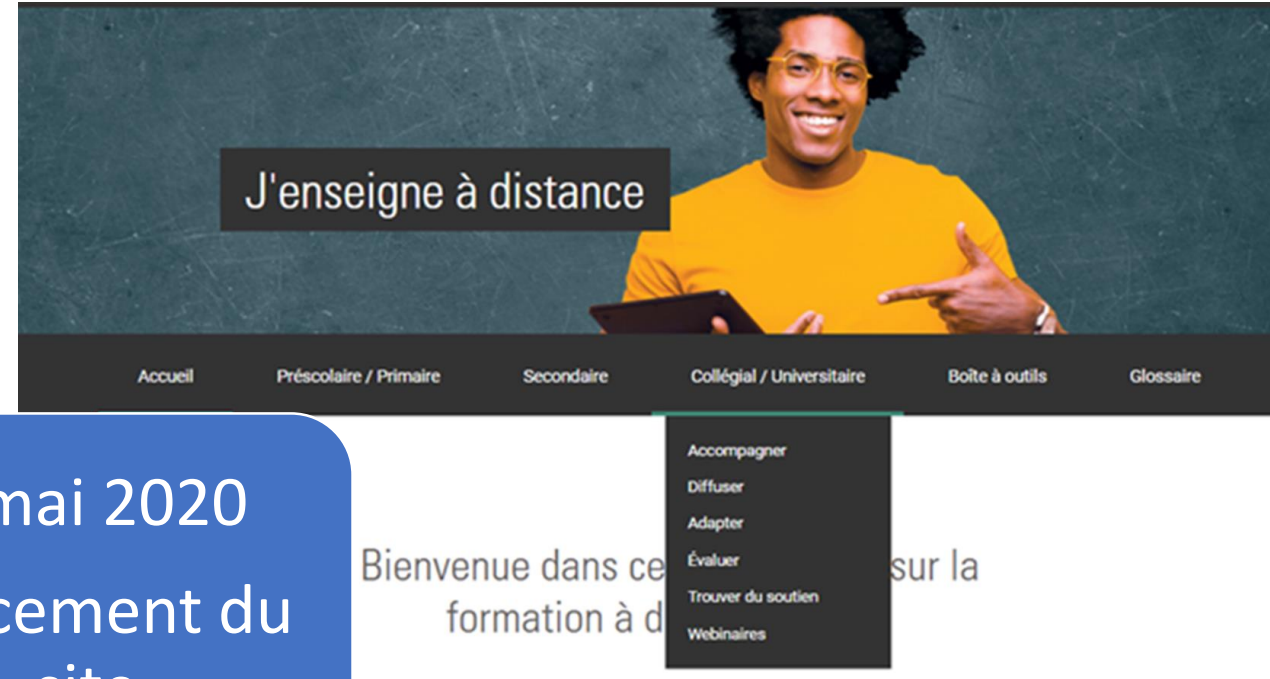 J'enseigne à distance
Accueil Préscolaire / Primaire Secondaire Collégial / Universitaire Boîte à outils Glossaire
Accompagner
Diffuser
Adapter
Évaluer
Trouver du soutien
Webinaires
mai 2020
cement du
site
Bienvenue dans ce sur la
formation à d